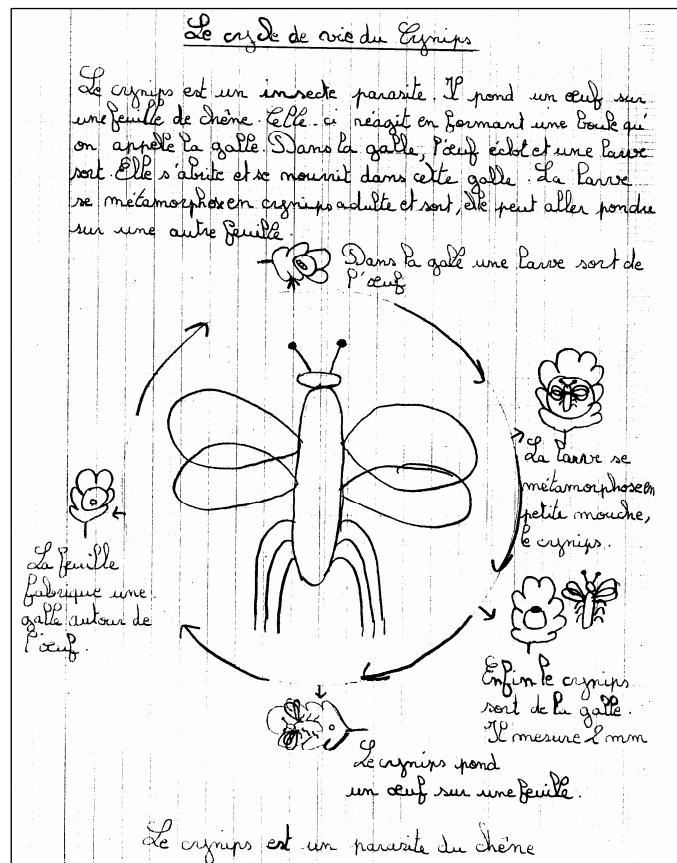 Le cycle de vie du Cynips
Le cynips est un insecte parasite. Il pond un œuf sur
une feuille de chêne. Celle-ci réagit en formant une boule qu'
on appelle la galle. Dans la galle, l'œuf éclot et une larve
sort. Elle s'abrite et se nourrit dans cette galle. La larve
se métamorphose en cynips adulte et sort, elle peut aller pondre
sur une autre feuille.
Dans la galle une larve sort de
l'œuf
La larve se
métamorphose en
petite mouche,
le cynips.
Enfin le cynips
sort de la galle.
Il mesure 2 mm
Le cynips pond
un œuf sur une feuille.
La feuille
fabrique une
galle autour de
l'œuf.
Le cynips est un parasite du chêne